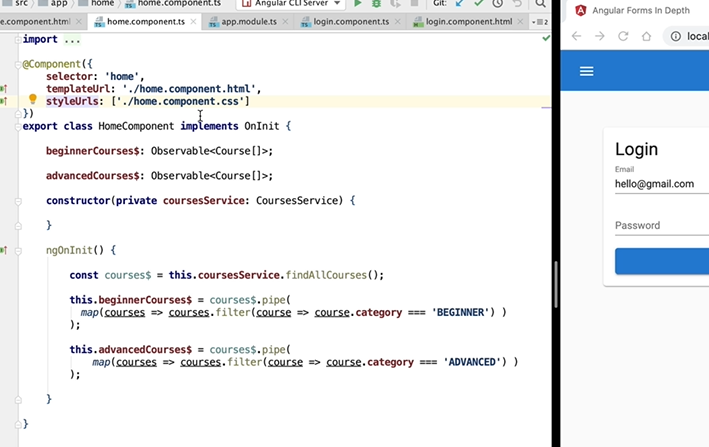 src app home home.component.ts Angular CLI Server Git:
e.component.html home.component.ts app.module.ts login.component.ts login.component.html ≡2
import ...
@Component({
selector: 'home',
templateUrl: './home.component.html',
styleUrls: ['./home.component.css']
})
export class HomeComponent implements OnInit {
beginnerCourses$: Observable<Course[]>;
advancedCourses$: Observable<Course[]>;
constructor(private coursesService: CoursesService) {
}
ngOnInit() {
const courses$ = this.coursesService.findAllCourses();
this.beginnerCourses$ = courses$.pipe(
map(courses => courses.filter(course => course.category === 'BEGINNER') )
);
this.advancedCourses$ = courses$.pipe(
map(courses => courses.filter(course => course.category === 'ADVANCED') )
);
}
}
Angular Forms In Depth
local
Login
Email
hello@gmail.com
Password